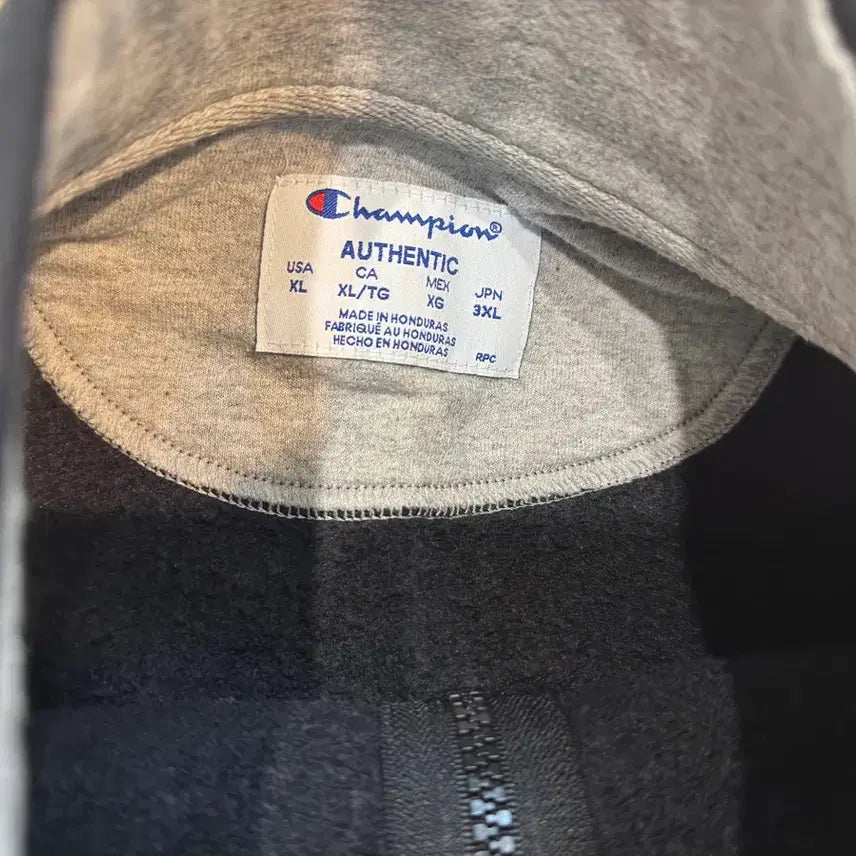 Champion®
AUTHENTIC
USA CA MEX JPN
XL XL/TG XG 3XL
MADE IN HONDURAS
FABRIQUÉ AU HONDURAS
HECHO EN HONDURAS
RPC